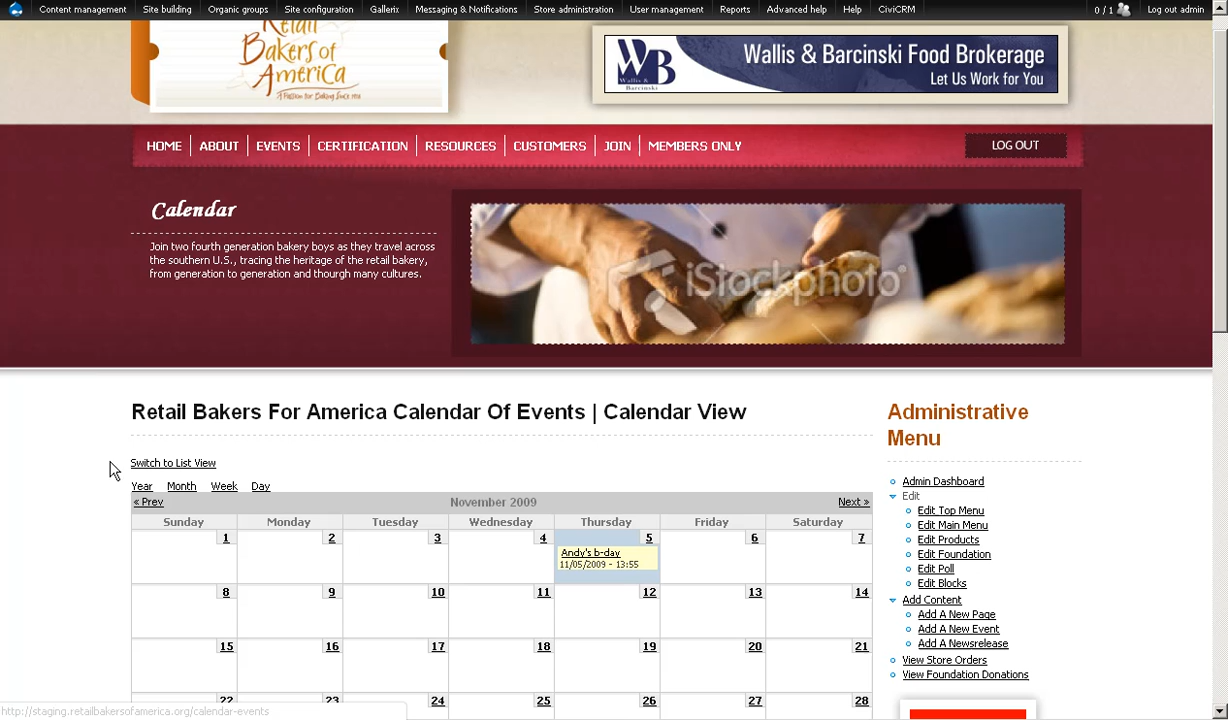 Content management Site building Organic groups Site configuration Gallerix Messaging & Notifications Store administration User management Reports Advanced help Help CiviCRM 0 / 1 Log out admin
Retail
Bakers of
America
A Passion for Baking Since 1918
WB
Wallis &
Barcinski
Wallis & Barcinski Food Brokerage
Let Us Work for You
HOME ABOUT EVENTS CERTIFICATION RESOURCES CUSTOMERS JOIN MEMBERS ONLY LOG OUT
Calendar
Join two fourth generation bakery boys as they travel across
the southern U.S., tracing the heritage of the retail bakery,
from generation to generation and thourgh many cultures.
iStockphoto
Retail Bakers For America Calendar Of Events | Calendar View
Switch to List View
Year Month Week Day
« Prev November 2009 Next »
Sunday Monday Tuesday Wednesday Thursday Friday Saturday
1 2 3 4 5 6 7
Andy's b-day
11/05/2009 - 13:55
8 9 10 11 12 13 14
15 16 17 18 19 20 21
22 23 24 25 26 27 28
Administrative
Menu
Admin Dashboard
Edit
Edit Top Menu
Edit Main Menu
Edit Products
Edit Foundation
Edit Poll
Edit Blocks
Add Content
Add A New Page
Add A New Event
Add A Newsrelease
View Store Orders
View Foundation Donations
http://staging.retailbakersofamerica.org/calendar-events